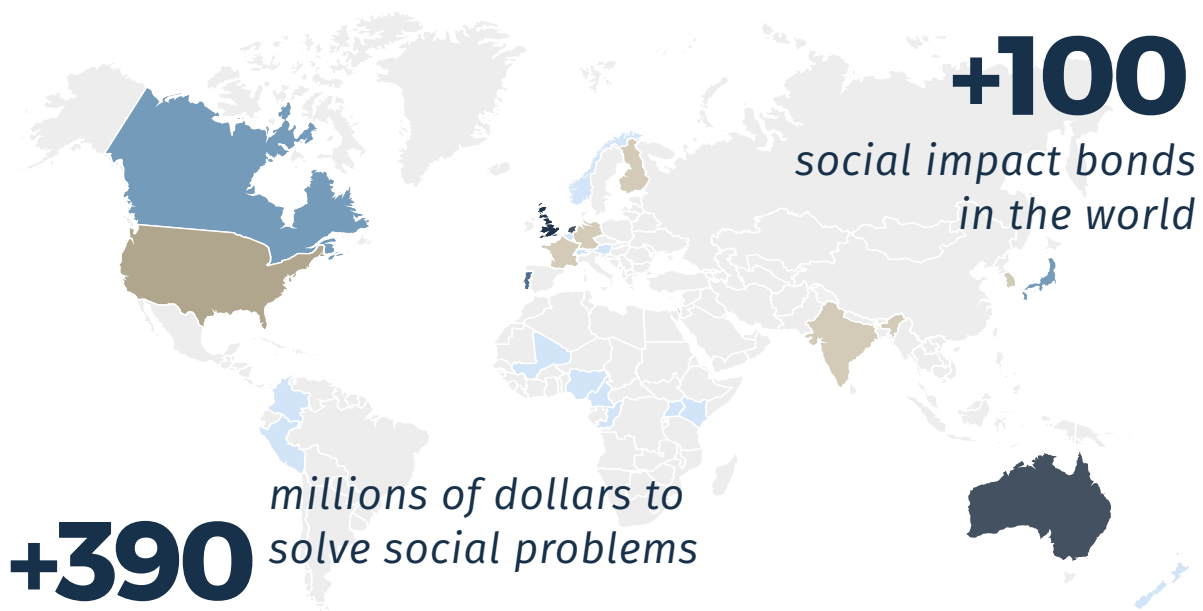 +100
social impact bonds
in the world
+390
millions of dollars to
solve social problems